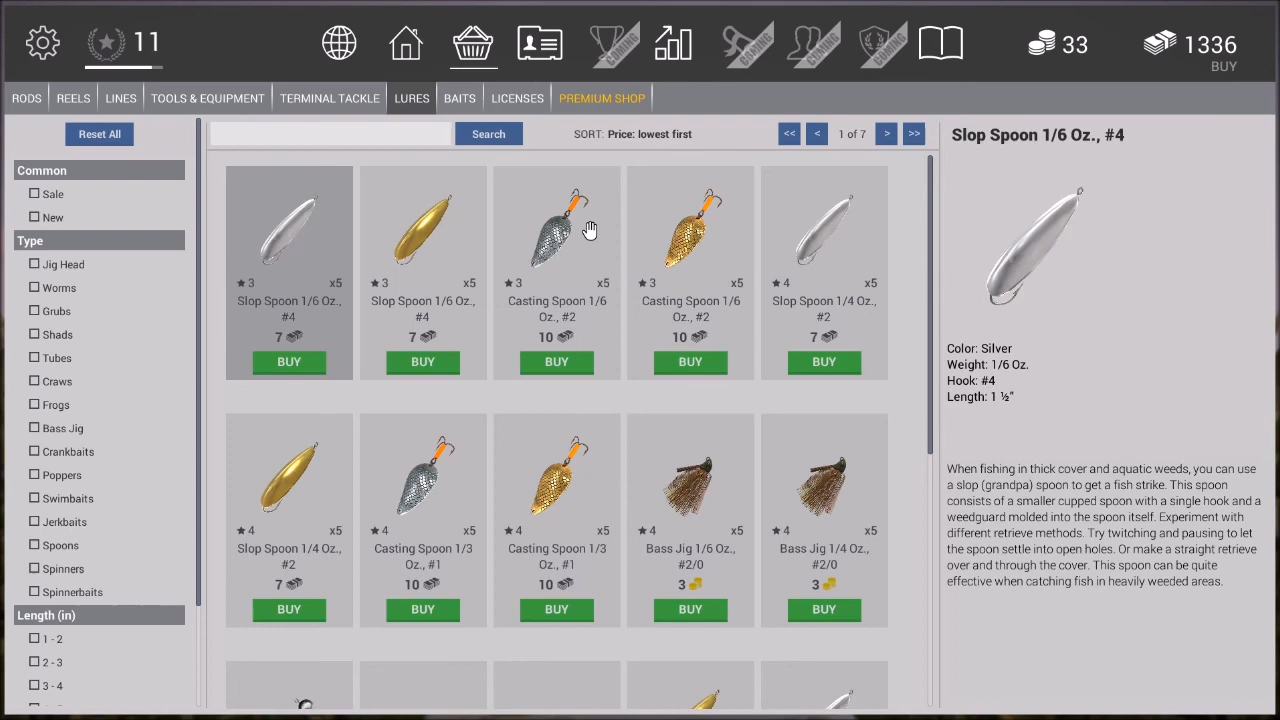 11
COMING
COMING
COMING
COMING
33
1336
BUY
RODS
REELS
LINES
TOOLS & EQUIPMENT
TERMINAL TACKLE
LURES
BAITS
LICENSES
PREMIUM SHOP
Reset All
Common
Sale
New
Type
Jig Head
Worms
Grubs
Shads
Tubes
Craws
Frogs
Bass Jig
Crankbaits
Poppers
Swimbaits
Jerkbaits
Spoons
Spinners
Spinnerbaits
Length (in)
1 - 2
2 - 3
3 - 4
Search
SORT: Price: lowest first
<<
<
1 of 7
>
>>
3 x5
Slop Spoon 1/6 Oz.,
#4
7
BUY
3 x5
Slop Spoon 1/6 Oz.,
#4
7
BUY
3 x5
Casting Spoon 1/6
Oz., #2
10
BUY
3 x5
Casting Spoon 1/6
Oz., #2
10
BUY
4 x5
Slop Spoon 1/4 Oz.,
#2
7
BUY
4 x5
Slop Spoon 1/4 Oz.,
#2
7
BUY
4 x5
Casting Spoon 1/3
Oz., #1
10
BUY
4 x5
Casting Spoon 1/3
Oz., #1
10
BUY
4 x5
Bass Jig 1/6 Oz.,
#2/0
3
BUY
4 x5
Bass Jig 1/4 Oz.,
#2/0
3
BUY
Slop Spoon 1/6 Oz., #4
Color: Silver
Weight: 1/6 Oz.
Hook: #4
Length: 1 ½"
When fishing in thick cover and aquatic weeds, you can use
a slop (grandpa) spoon to get a fish strike. This spoon
consists of a smaller cupped spoon with a single hook and a
weedguard molded into the spoon itself. Experiment with
different retrieve methods. Try twitching and pausing to let
the spoon settle into open holes. Or make a straight retrieve
over and through the cover. This spoon can be quite
effective when catching fish in heavily weeded areas.